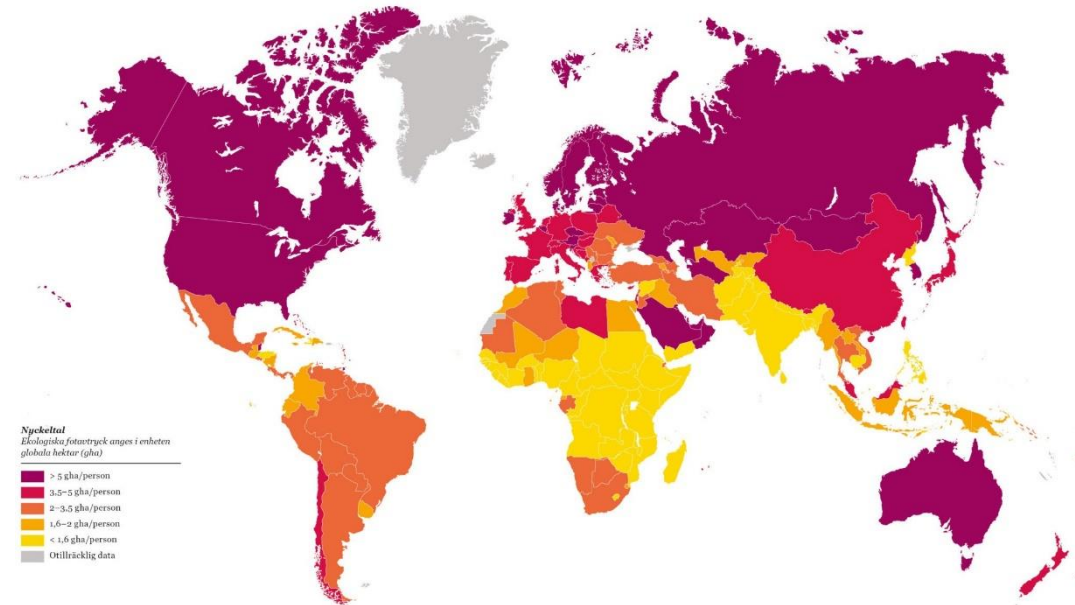 Nyckeltal
Ekologiska fotavtryck anges i enheten
globala hektar (gha)
> 5 gha/person
3,5–5 gha/person
2–3,5 gha/person
1,6–2 gha/person
< 1,6 gha/person
Otillräcklig data